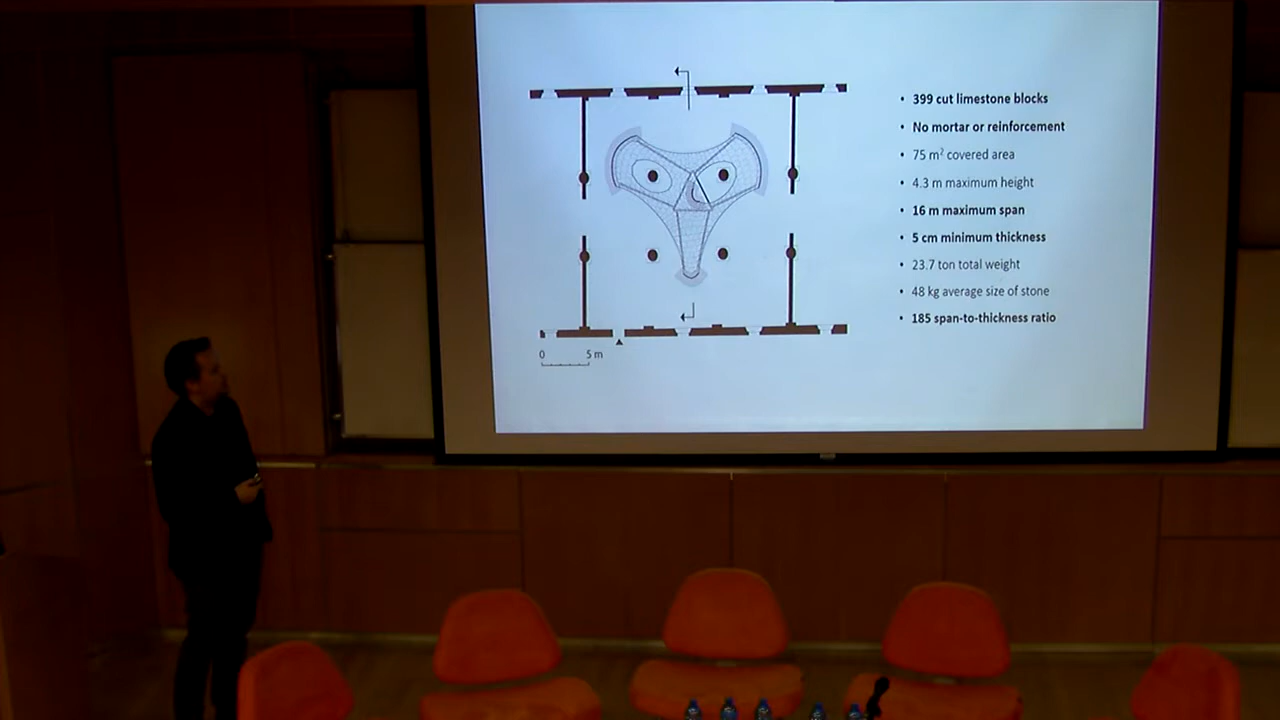 • 399 cut limestone blocks
• No mortar or reinforcement
• 75 m² covered area
• 4.3 m maximum height
• 16 m maximum span
• 5 cm minimum thickness
• 23.7 ton total weight
• 48 kg average size of stone
• 185 span-to-thickness ratio
0 5 m